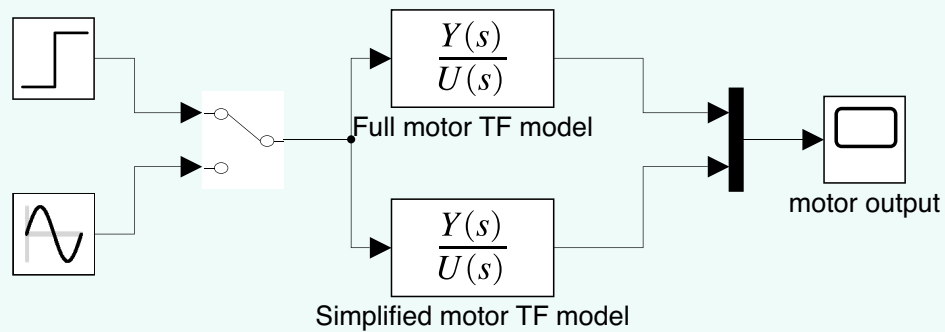 Y(s)
U(s)
Full motor TF model
motor output
Y(s)
U(s)
Simplified motor TF model